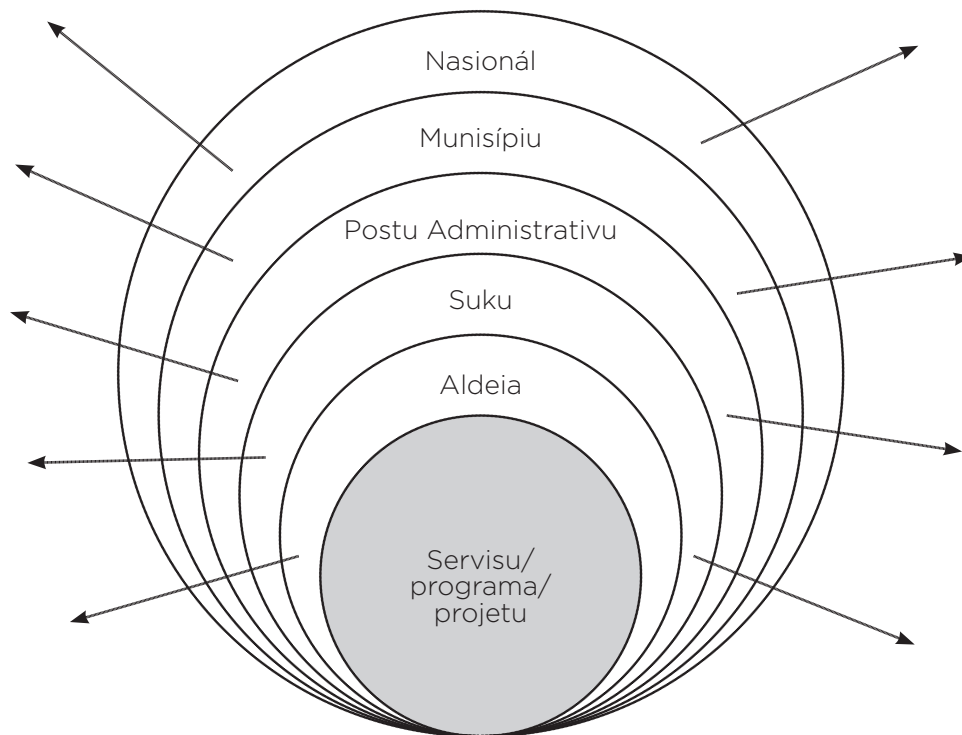 Nasionál
Munisípiu
Postu Administrativu
Suku
Aldeia
Servisu/
programa/
projetu